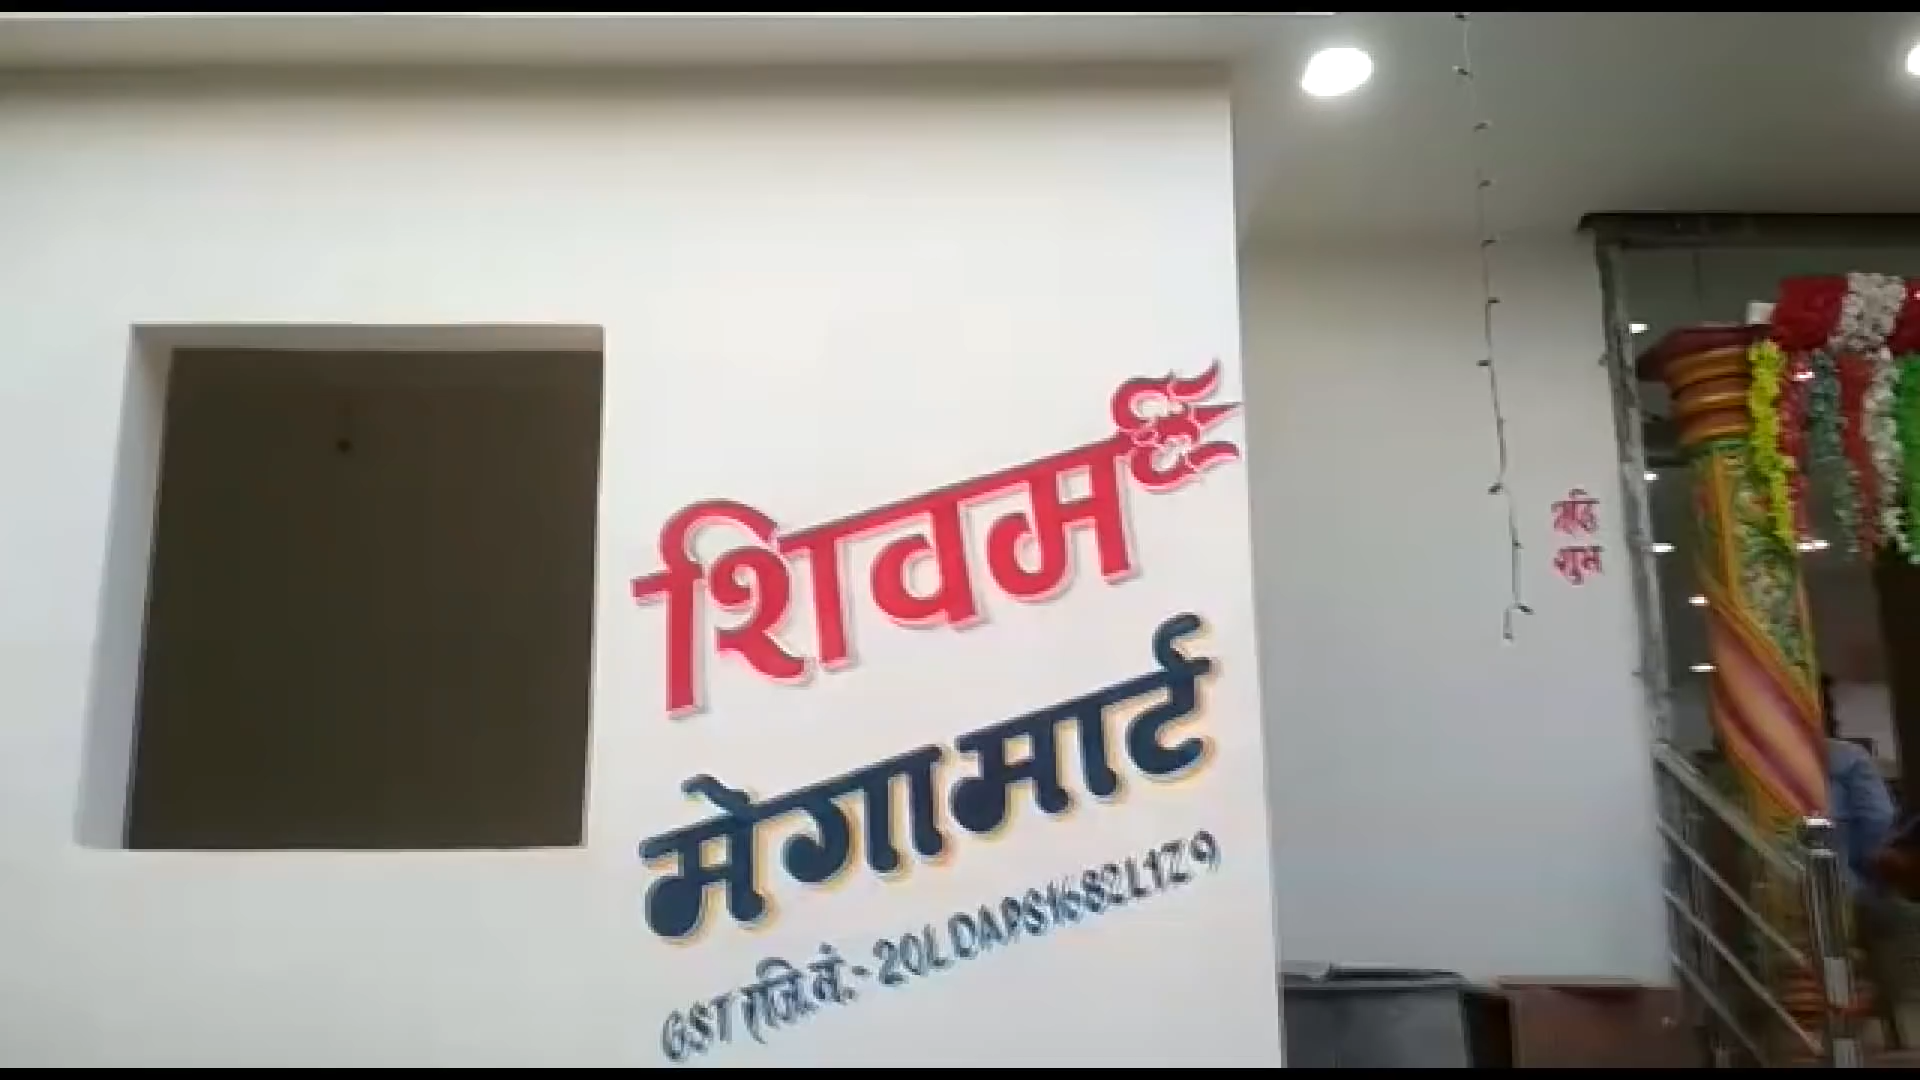 शिवम
मेगा मार्ट
GST रजि. नं.:- 20LDAPS1682L1Z9
शुभ